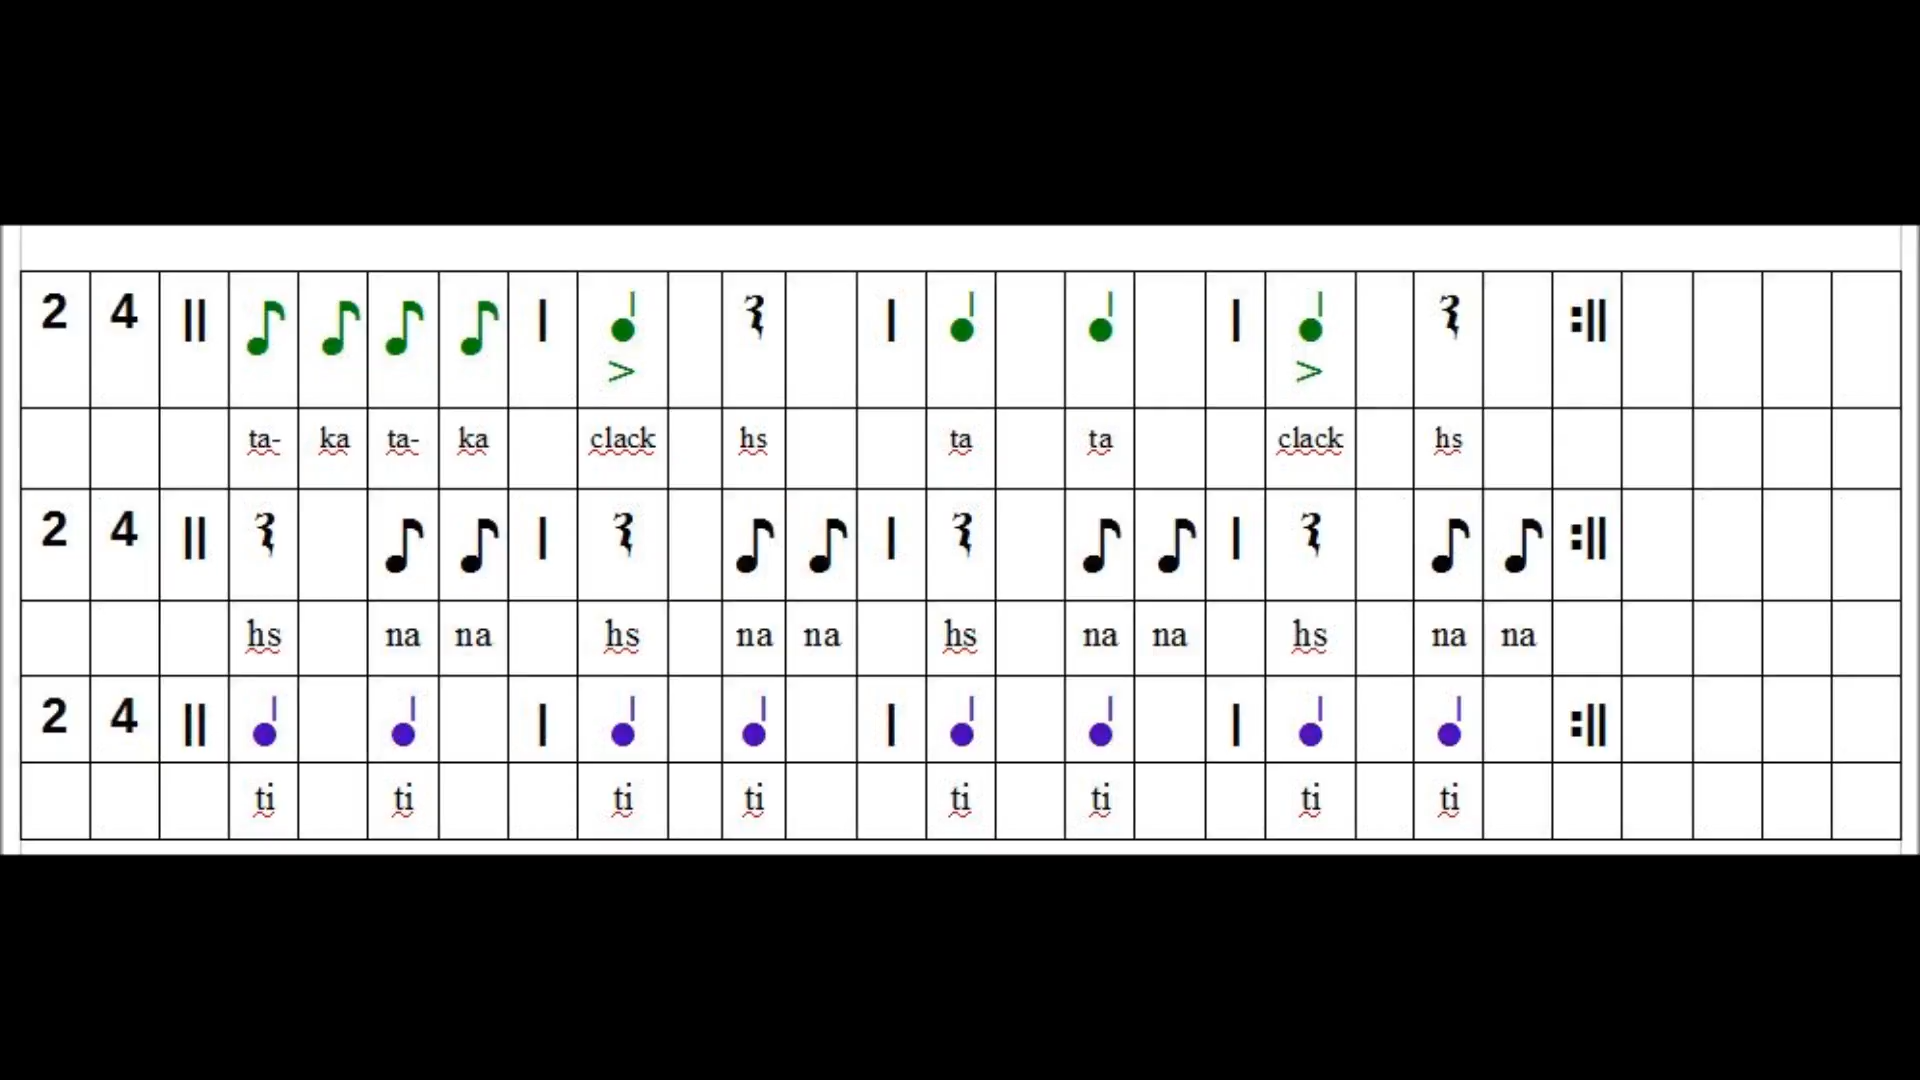 2 4 || ♪ ♪ ♪ ♪ | ♩ 𝄽 | ♩ ♩ | ♩ 𝄽 :||
> >
ta- ka ta- ka clack hs ta ta clack hs
2 4 || 𝄽 ♪ ♪ | 𝄽 ♪ ♪ | 𝄽 ♪ ♪ | 𝄽 ♪ ♪ :||
hs na na hs na na hs na na hs na na
2 4 || ♩ ♩ | ♩ ♩ | ♩ ♩ | ♩ ♩ :||
ti ti ti ti ti ti ti ti